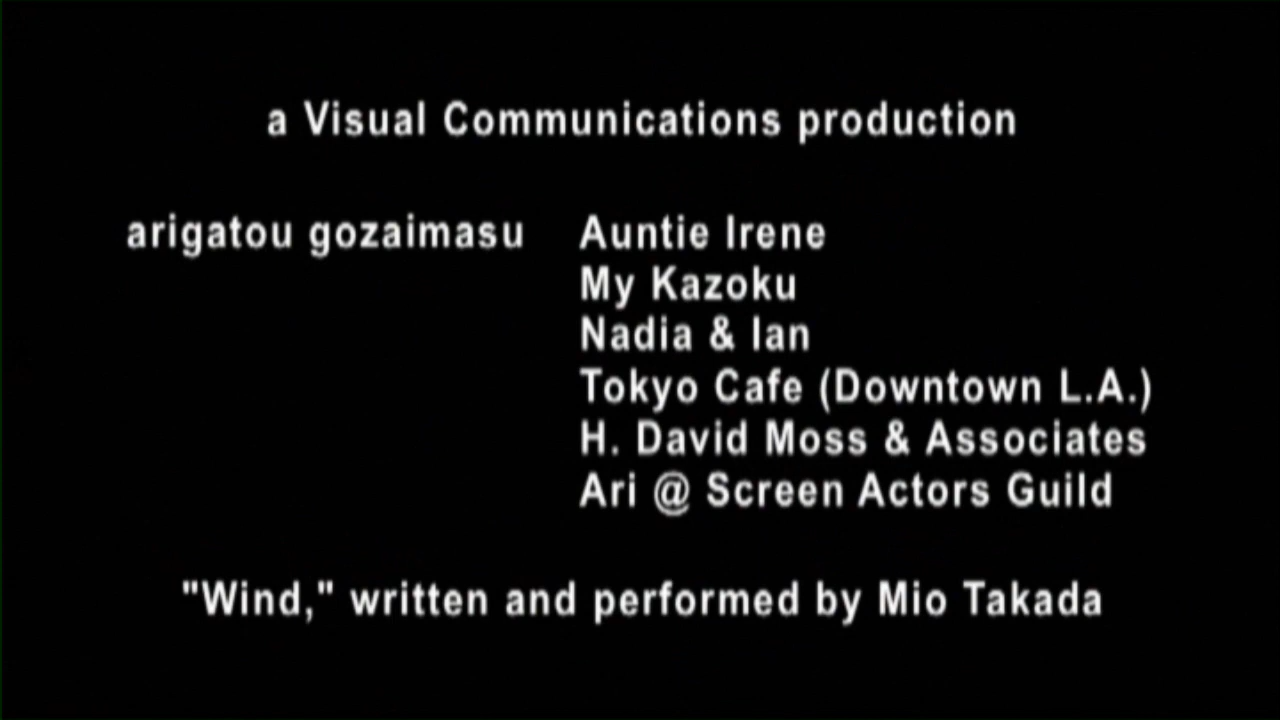 a Visual Communications production
arigatou gozaimasu Auntie Irene
My Kazoku
Nadia & Ian
Tokyo Cafe (Downtown L.A.)
H. David Moss & Associates
Ari @ Screen Actors Guild
"Wind," written and performed by Mio Takada